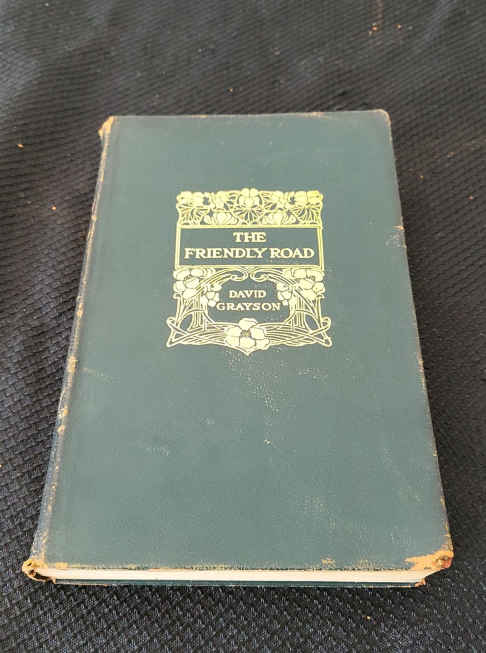 THE
FRIENDLY ROAD
DAVID
GRAYSON